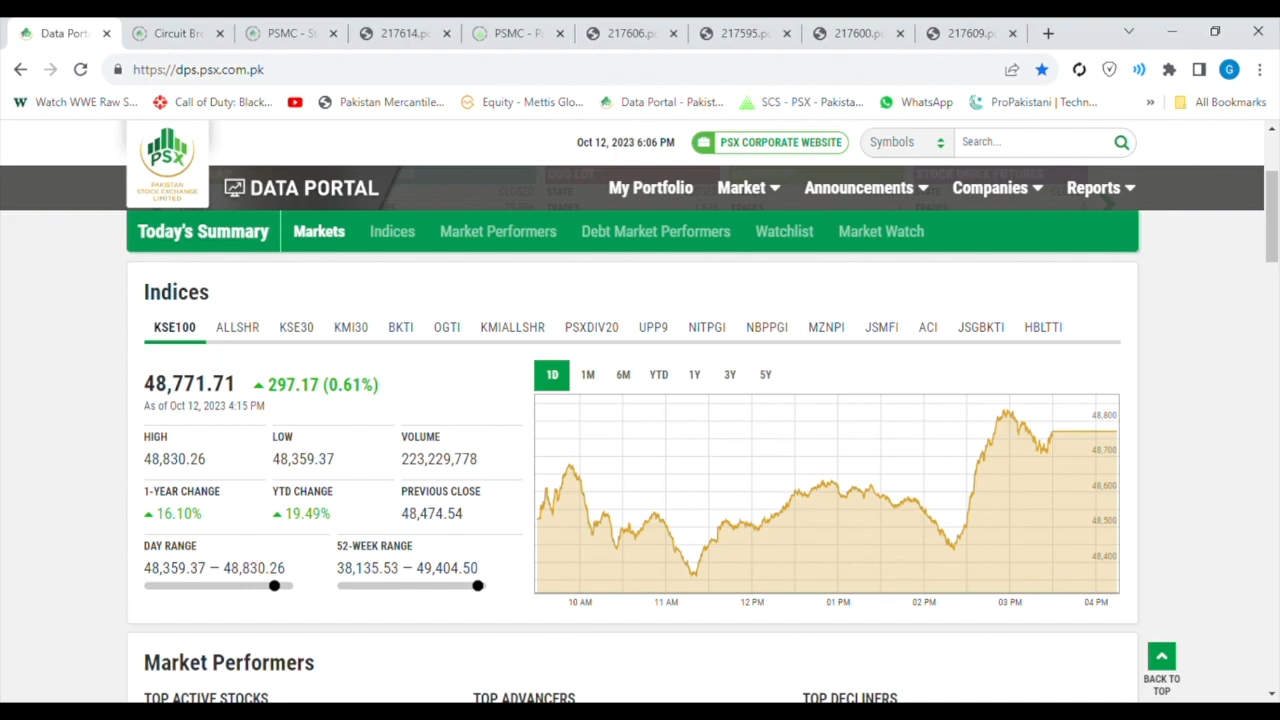 Data Port
Circuit Br
PSMC - S
217614.p
PSMC - P
217606.p
217595.p
217600.p
217609.p
https://dps.psx.com.pk
G
W Watch WWE Raw S...
Call of Duty: Black...
Pakistan Mercantile...
Equity - Mettis Glo...
Data Portal - Pakist...
SCS - PSX - Pakista...
WhatsApp
ProPakistani | Techn...
»
All Bookmarks
Oct 12, 2023 6:06 PM
PSX CORPORATE WEBSITE
Symbols
Search...
PSX
PAKISTAN
STOCK EXCHANGE
LIMITED
DATA PORTAL
My Portfolio
Market
Announcements
Companies
Reports
ODD LOT
STOCK INDEX FUTURES
STATE
CLOSED
STATE
TRADES
TRADES
Today's Summary
Markets
Indices
Market Performers
Debt Market Performers
Watchlist
Market Watch
Indices
KSE100
ALLSHR
KSE30
KMI30
BKTI
OGTI
KMIALLSHR
PSXDIV20
UPP9
NITPGI
NBPPGI
MZNPI
JSMFI
ACI
JSGBKTI
HBLTTI
48,771.71 297.17 (0.61%)
As of Oct 12, 2023 4:15 PM
HIGH
LOW
VOLUME
48,830.26
48,359.37
223,229,778
1-YEAR CHANGE
YTD CHANGE
PREVIOUS CLOSE
16.10%
19.49%
48,474.54
DAY RANGE
52-WEEK RANGE
48,359.37 — 48,830.26
38,135.53 — 49,404.50
1D
1M
6M
YTD
1Y
3Y
5Y
48,800
48,700
48,600
48,500
48,400
10 AM
11 AM
12 PM
01 PM
02 PM
03 PM
04 PM
Market Performers
TOP ACTIVE STOCKS
TOP ADVANCERS
TOP DECLINERS
BACK TO
TOP